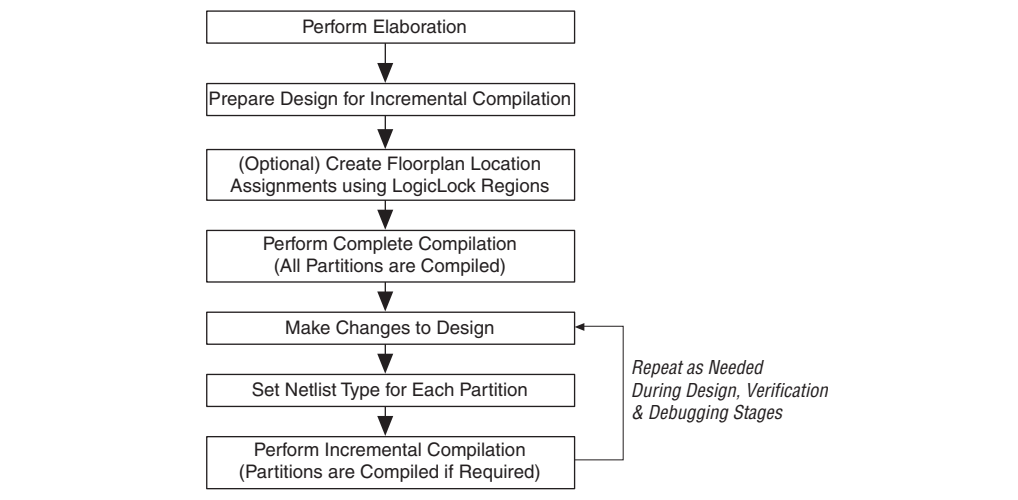 Perform Elaboration
Prepare Design for Incremental Compilation
(Optional) Create Floorplan Location
Assignments using LogicLock Regions
Perform Complete Compilation
(All Partitions are Compiled)
Make Changes to Design
Set Netlist Type for Each Partition
Perform Incremental Compilation
(Partitions are Compiled if Required)
Repeat as Needed
During Design, Verification
& Debugging Stages